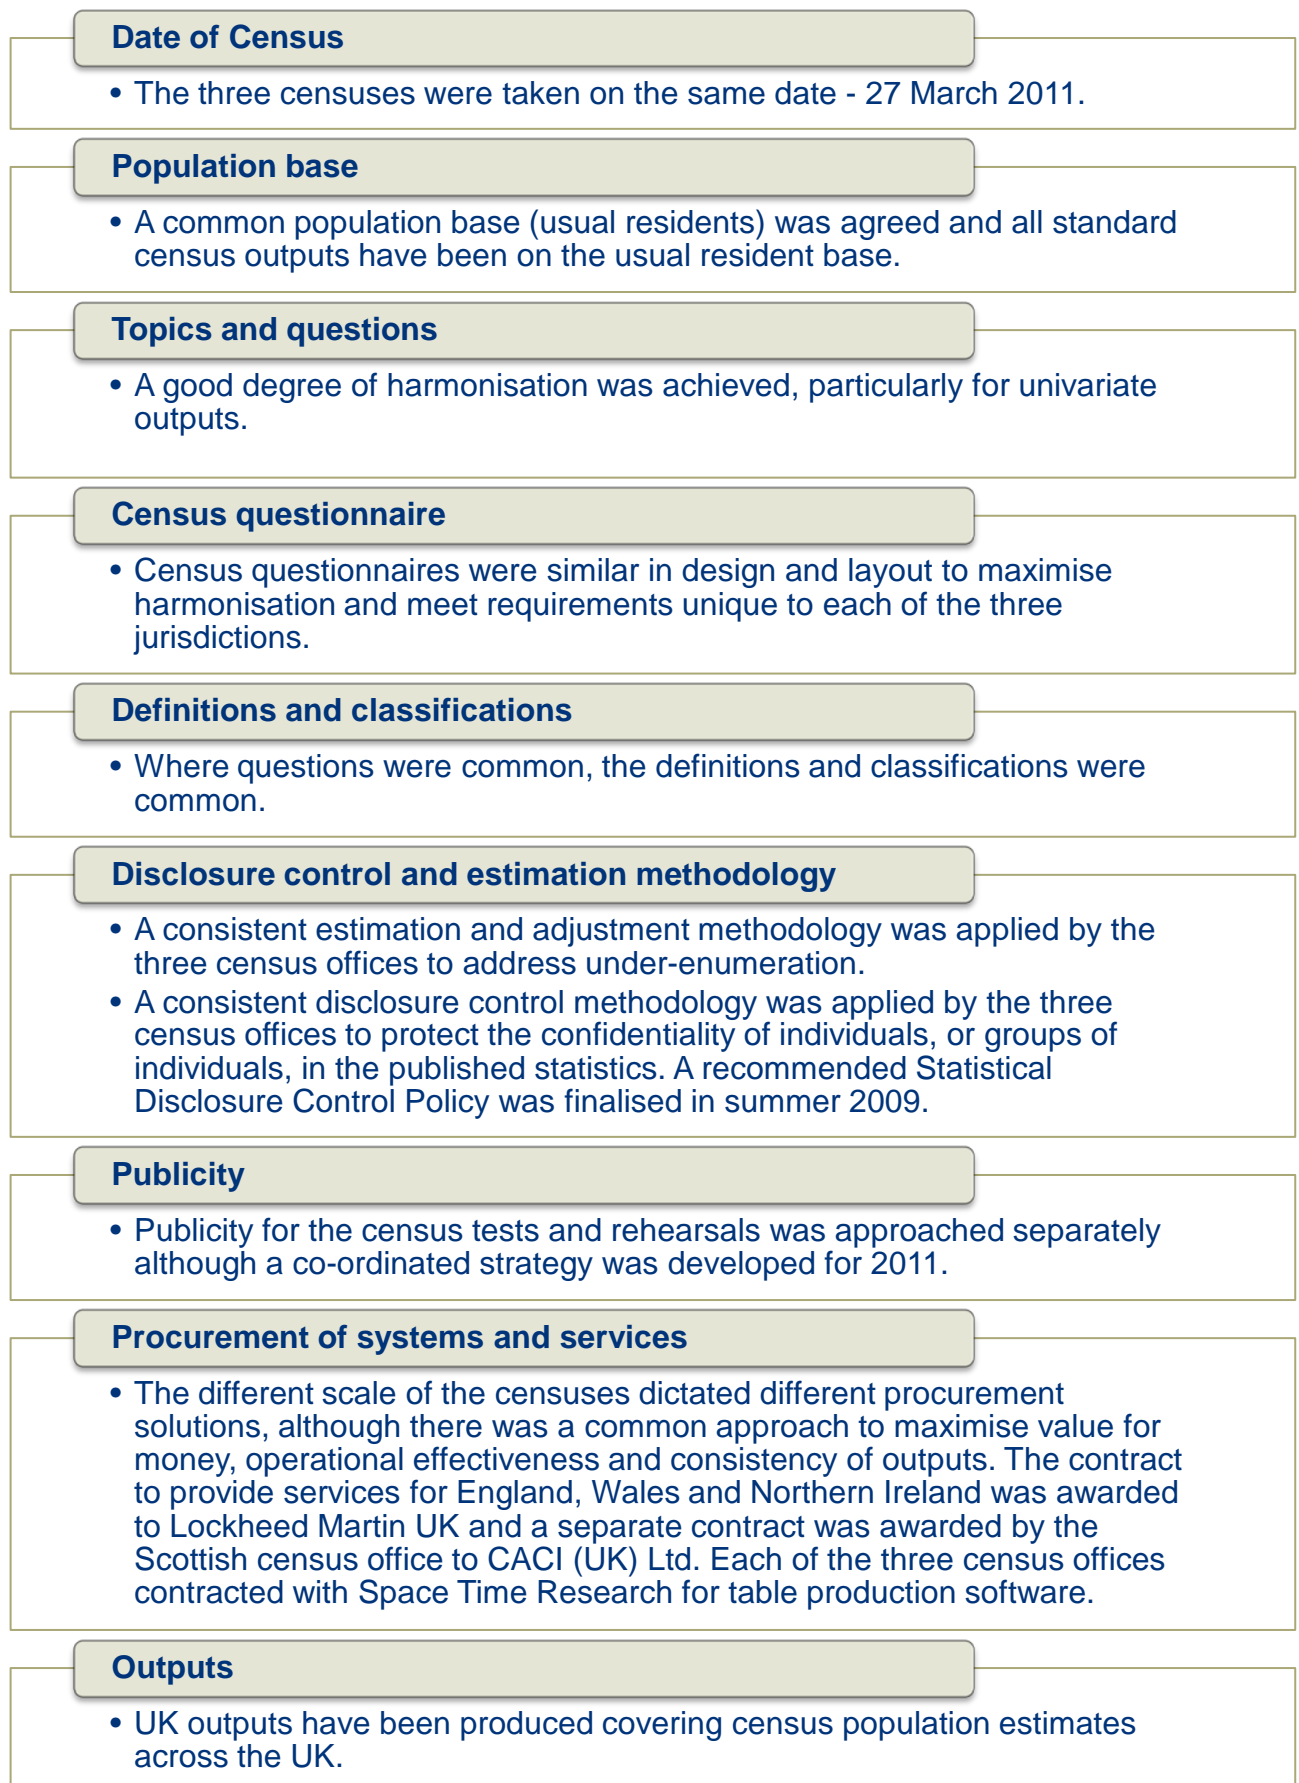 Date of Census
• The three censuses were taken on the same date - 27 March 2011.
Population base
• A common population base (usual residents) was agreed and all standard
census outputs have been on the usual resident base.
Topics and questions
• A good degree of harmonisation was achieved, particularly for univariate
outputs.
Census questionnaire
• Census questionnaires were similar in design and layout to maximise
harmonisation and meet requirements unique to each of the three
jurisdictions.
Definitions and classifications
• Where questions were common, the definitions and classifications were
common.
Disclosure control and estimation methodology
• A consistent estimation and adjustment methodology was applied by the
three census offices to address under-enumeration.
• A consistent disclosure control methodology was applied by the three
census offices to protect the confidentiality of individuals, or groups of
individuals, in the published statistics. A recommended Statistical
Disclosure Control Policy was finalised in summer 2009.
Publicity
• Publicity for the census tests and rehearsals was approached separately
although a co-ordinated strategy was developed for 2011.
Procurement of systems and services
• The different scale of the censuses dictated different procurement
solutions, although there was a common approach to maximise value for
money, operational effectiveness and consistency of outputs. The contract
to provide services for England, Wales and Northern Ireland was awarded
to Lockheed Martin UK and a separate contract was awarded by the
Scottish census office to CACI (UK) Ltd. Each of the three census offices
contracted with Space Time Research for table production software.
Outputs
• UK outputs have been produced covering census population estimates
across the UK.